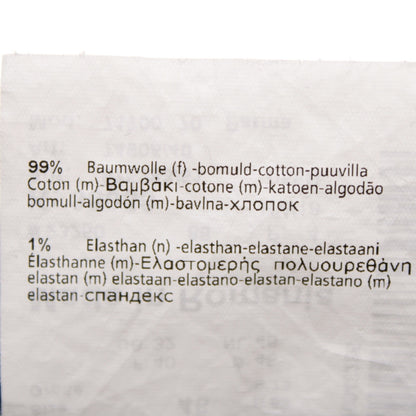 99% Baumwolle (f) -bomuld-cotton-puuvilla
Coton (m)-Βαμβάκι-cotone (m)-katoen-algodão
bomull-algodón (m)-bavlna-хлопок
1% Elasthan (n) -elasthan-elastane-elastaani
Élasthanne (m)-Ελαστομερής πολυουρεθάνη
elastan (m) elastaan-elastano-elastan-elastano (m)
elastan-спандекс